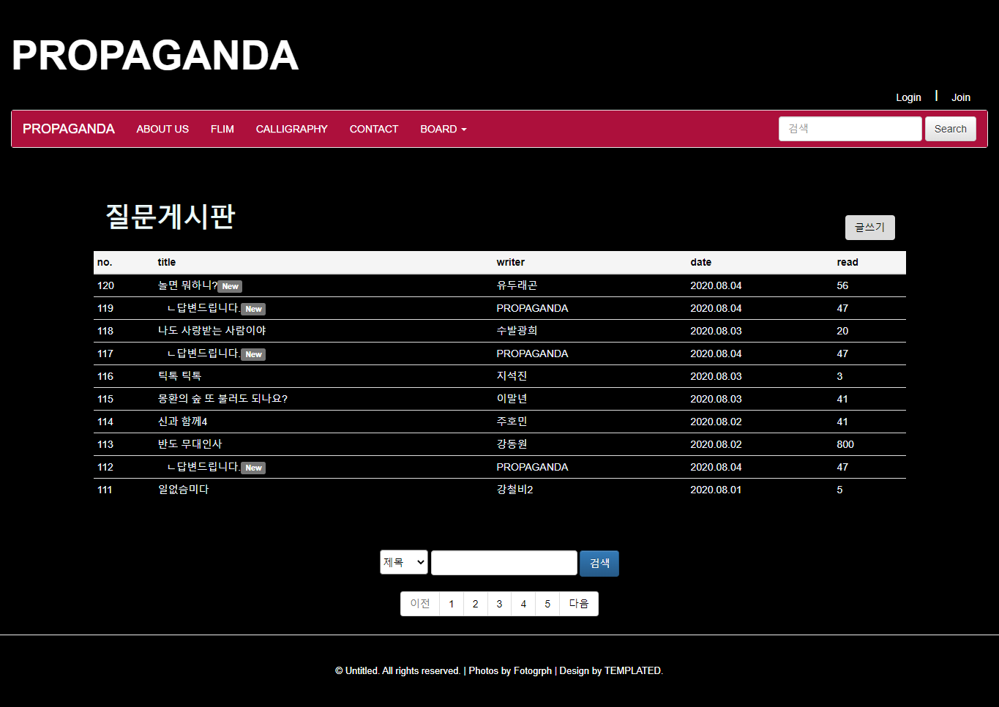 PROPAGANDA
Login | Join
PROPAGANDA ABOUT US FLIM CALLIGRAPHY CONTACT BOARD 검색 Search
질문게시판
글쓰기
no. title writer date read
120 놀면 뭐하니? New 유두래곤 2020.08.04 56
119 ㄴ답변드립니다. New PROPAGANDA 2020.08.04 47
118 나도 사랑받는 사람이야 수발광희 2020.08.03 20
117 ㄴ답변드립니다. New PROPAGANDA 2020.08.04 47
116 틱톡 틱톡 지석진 2020.08.03 3
115 몽환의 숲 또 불러도 되나요? 이말년 2020.08.03 41
114 신과 함께4 주호민 2020.08.02 41
113 반도 무대인사 강동원 2020.08.02 800
112 ㄴ답변드립니다. New PROPAGANDA 2020.08.04 47
111 일없슴미다 강철비2 2020.08.01 5
제목 검색
이전 1 2 3 4 5 다음
© Untitled. All rights reserved. | Photos by Fotogrph | Design by TEMPLATED.